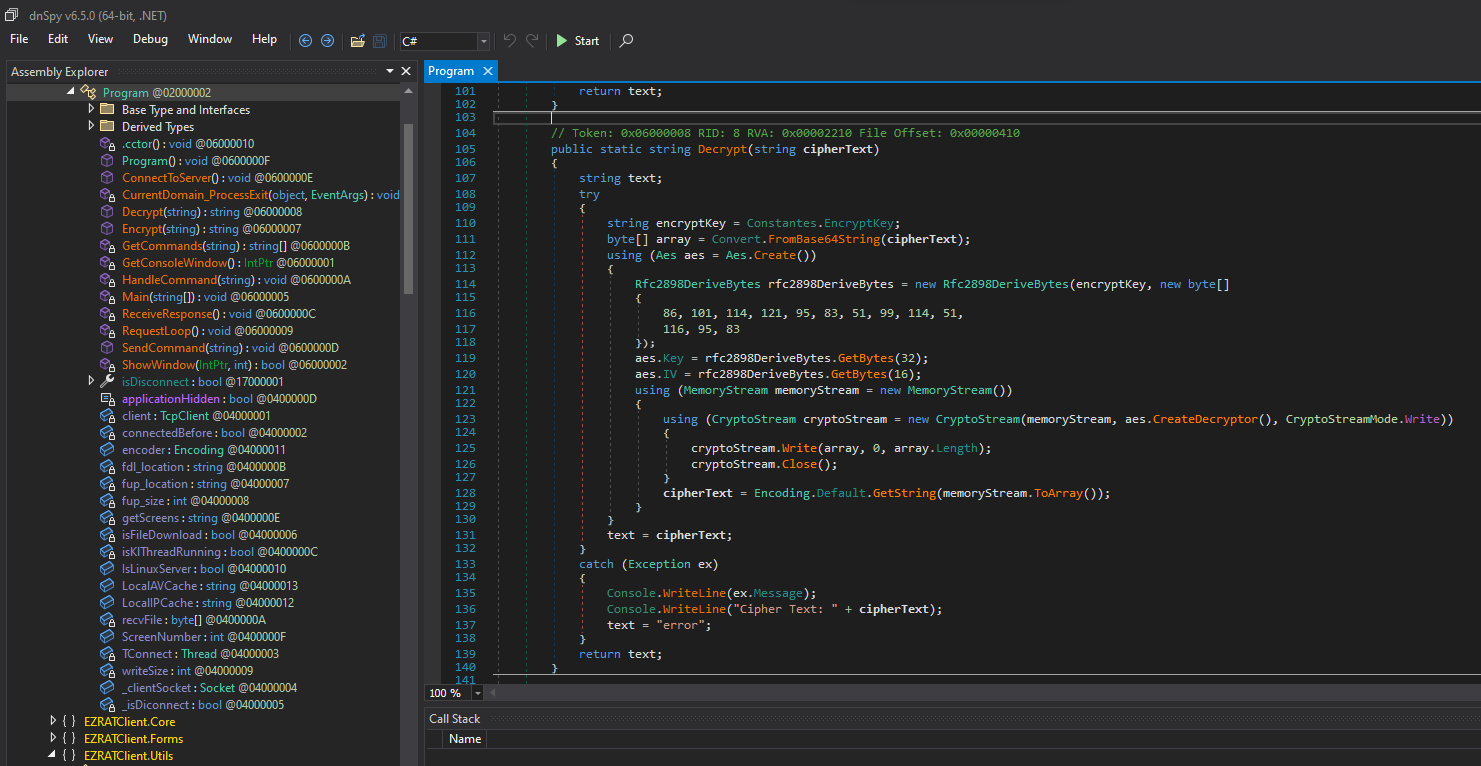 dnSpy v6.5.0 (64-bit, .NET)
File Edit View Debug Window Help C# Start
Assembly Explorer
Program @02000002
Base Type and Interfaces
Derived Types
.cctor() : void @06000010
Program() : void @0600000F
ConnectToServer() : void @0600000E
CurrentDomain_ProcessExit(object, EventArgs) : void
Decrypt(string) : string @06000008
Encrypt(string) : string @06000007
GetCommands(string) : string[] @0600000B
GetConsoleWindow() : IntPtr @06000001
HandleCommand(string) : void @0600000A
Main(string[]) : void @06000005
ReceiveResponse() : void @0600000C
RequestLoop() : void @06000009
SendCommand(string) : void @0600000D
ShowWindow(IntPtr, int) : bool @06000002
isDisconnect : bool @17000001
applicationHidden : bool @0400000D
client : TcpClient @04000001
connectedBefore : bool @04000002
encoder : Encoding @04000011
fdl_location : string @0400000B
fup_location : string @04000007
fup_size : int @04000008
getScreens : string @0400000E
isFileDownload : bool @04000006
isKlThreadRunning : bool @0400000C
IsLinuxServer : bool @04000010
LocalAVCache : string @04000013
LocalIPCache : string @04000012
recvFile : byte[] @0400000A
ScreenNumber : int @0400000F
TConnect : Thread @04000003
writeSize : int @04000009
_clientSocket : Socket @04000004
_isDiconnect : bool @04000005
{ } EZRATClient.Core
{ } EZRATClient.Forms
{ } EZRATClient.Utils
Program
101 return text;
102 }
103
104 // Token: 0x06000008 RID: 8 RVA: 0x00002210 File Offset: 0x00000410
105 public static string Decrypt(string cipherText)
106 {
107 string text;
108 try
109 {
110 string encryptKey = Constantes.EncryptKey;
111 byte[] array = Convert.FromBase64String(cipherText);
112 using (Aes aes = Aes.Create())
113 {
114 Rfc2898DeriveBytes rfc2898DeriveBytes = new Rfc2898DeriveBytes(encryptKey, new byte[]
115 {
116 86, 101, 114, 121, 95, 83, 51, 99, 114, 51,
117 116, 95, 83
118 });
119 aes.Key = rfc2898DeriveBytes.GetBytes(32);
120 aes.IV = rfc2898DeriveBytes.GetBytes(16);
121 using (MemoryStream memoryStream = new MemoryStream())
122 {
123 using (CryptoStream cryptoStream = new CryptoStream(memoryStream, aes.CreateDecryptor(), CryptoStreamMode.Write))
124 {
125 cryptoStream.Write(array, 0, array.Length);
126 cryptoStream.Close();
127 }
128 cipherText = Encoding.Default.GetString(memoryStream.ToArray());
129 }
130 }
131 text = cipherText;
132 }
133 catch (Exception ex)
134 {
135 Console.WriteLine(ex.Message);
136 Console.WriteLine("Cipher Text: " + cipherText);
137 text = "error";
138 }
139 return text;
140 }
141
100 %
Call Stack
Name